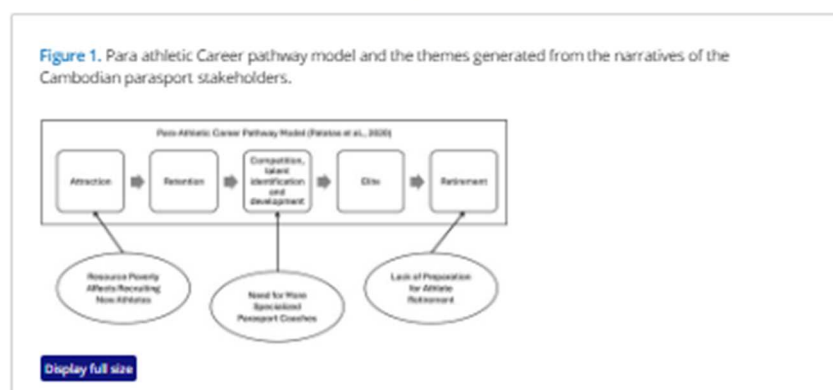 Figure 1. Para athletic Career pathway model and the themes generated from the narratives of the
Cambodian parasport stakeholders.
Para-Athletic Career Pathway Model (Patatas et al., 2020)
Attraction
Retention
Competition,
talent
identification
and
development
Elite
Retirement
Resource Poverty
Affects Recruiting
New Athletes
Need for More
Specialized
Parasport Coaches
Lack of Preparation
for Athlete
Retirement
Display full size